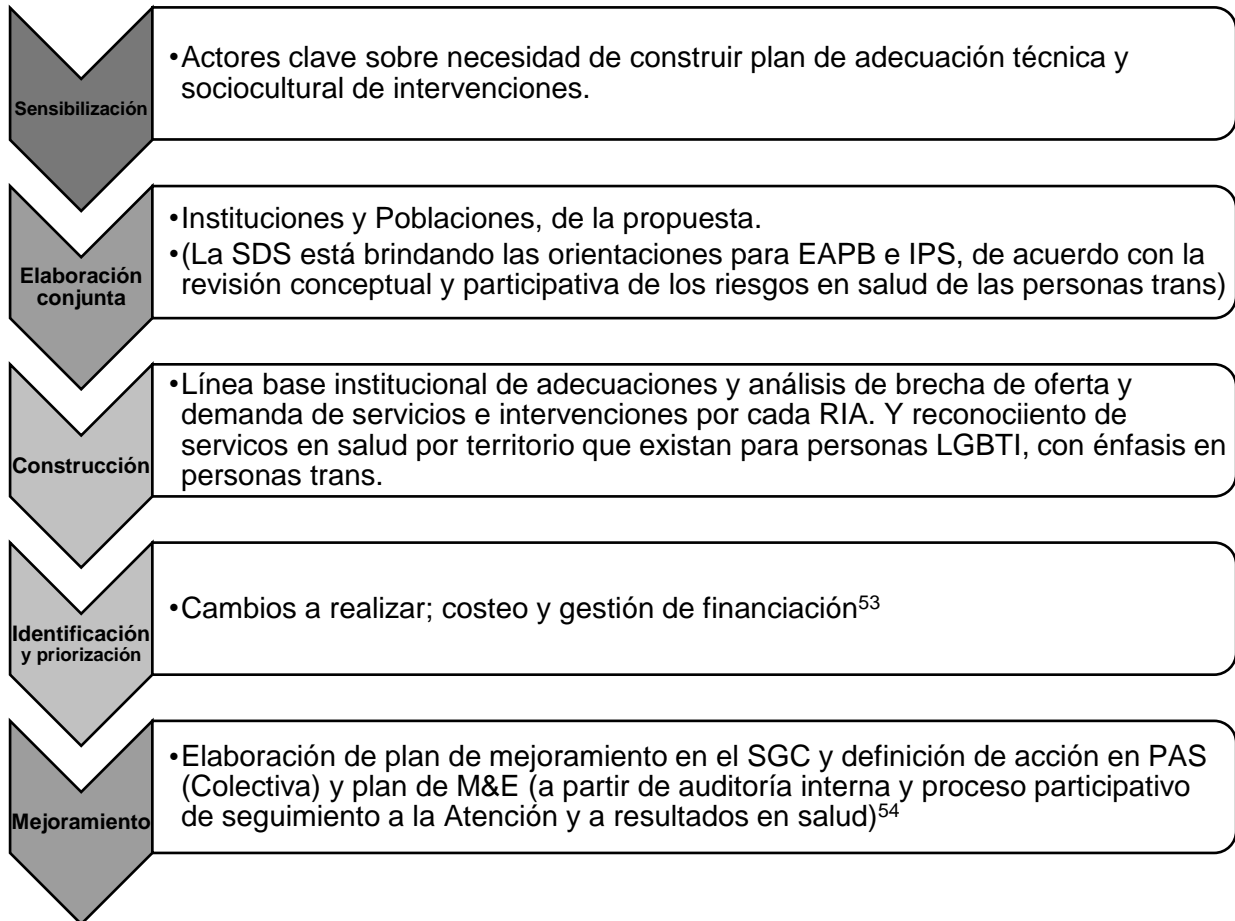 Sensibilización
•Actores clave sobre necesidad de construir plan de adecuación técnica y
sociocultural de intervenciones.
Elaboración
conjunta
•Instituciones y Poblaciones, de la propuesta.
•(La SDS está brindando las orientaciones para EAPB e IPS, de acuerdo con la
revisión conceptual y participativa de los riesgos en salud de las personas trans)
Construcción
•Línea base institucional de adecuaciones y análisis de brecha de oferta y
demanda de servicios e intervenciones por cada RIA. Y reconociiento de
servicos en salud por territorio que existan para personas LGBTI, con énfasis en
personas trans.
Identificación
y priorización
•Cambios a realizar; costeo y gestión de financiación53
Mejoramiento
•Elaboración de plan de mejoramiento en el SGC y definición de acción en PAS
(Colectiva) y plan de M&E (a partir de auditoría interna y proceso participativo
de seguimiento a la Atención y a resultados en salud)54